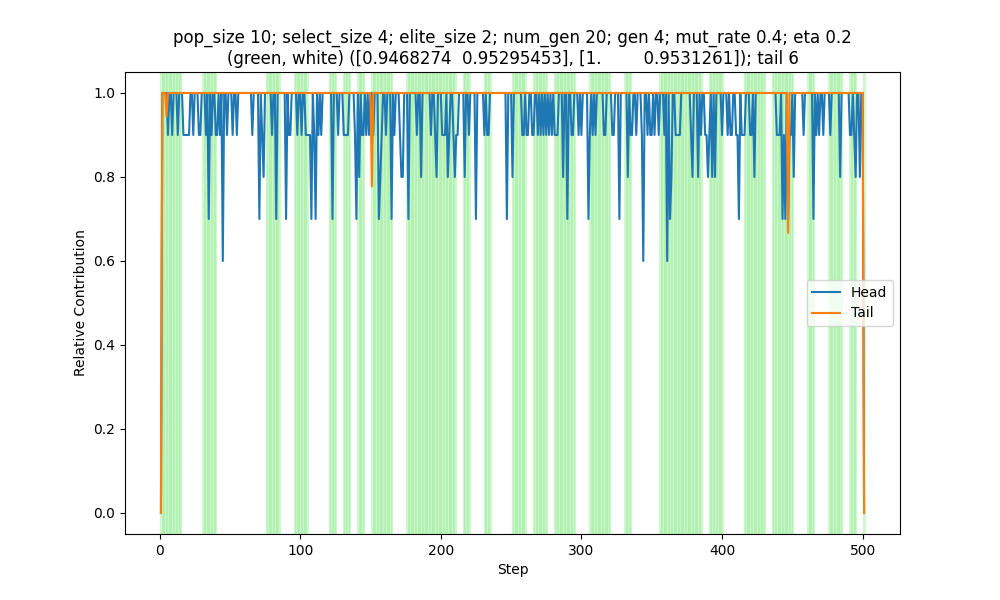 pop_size 10; select_size 4; elite_size 2; num_gen 20; gen 4; mut_rate 0.4; eta 0.2
(green, white) ([0.9468274  0.95295453], [1.        0.9531261]); tail 6
1.0
0.8
0.6
0.4
0.2
0.0
Relative Contribution
Head
Tail
0
100
200
300
400
500
Step